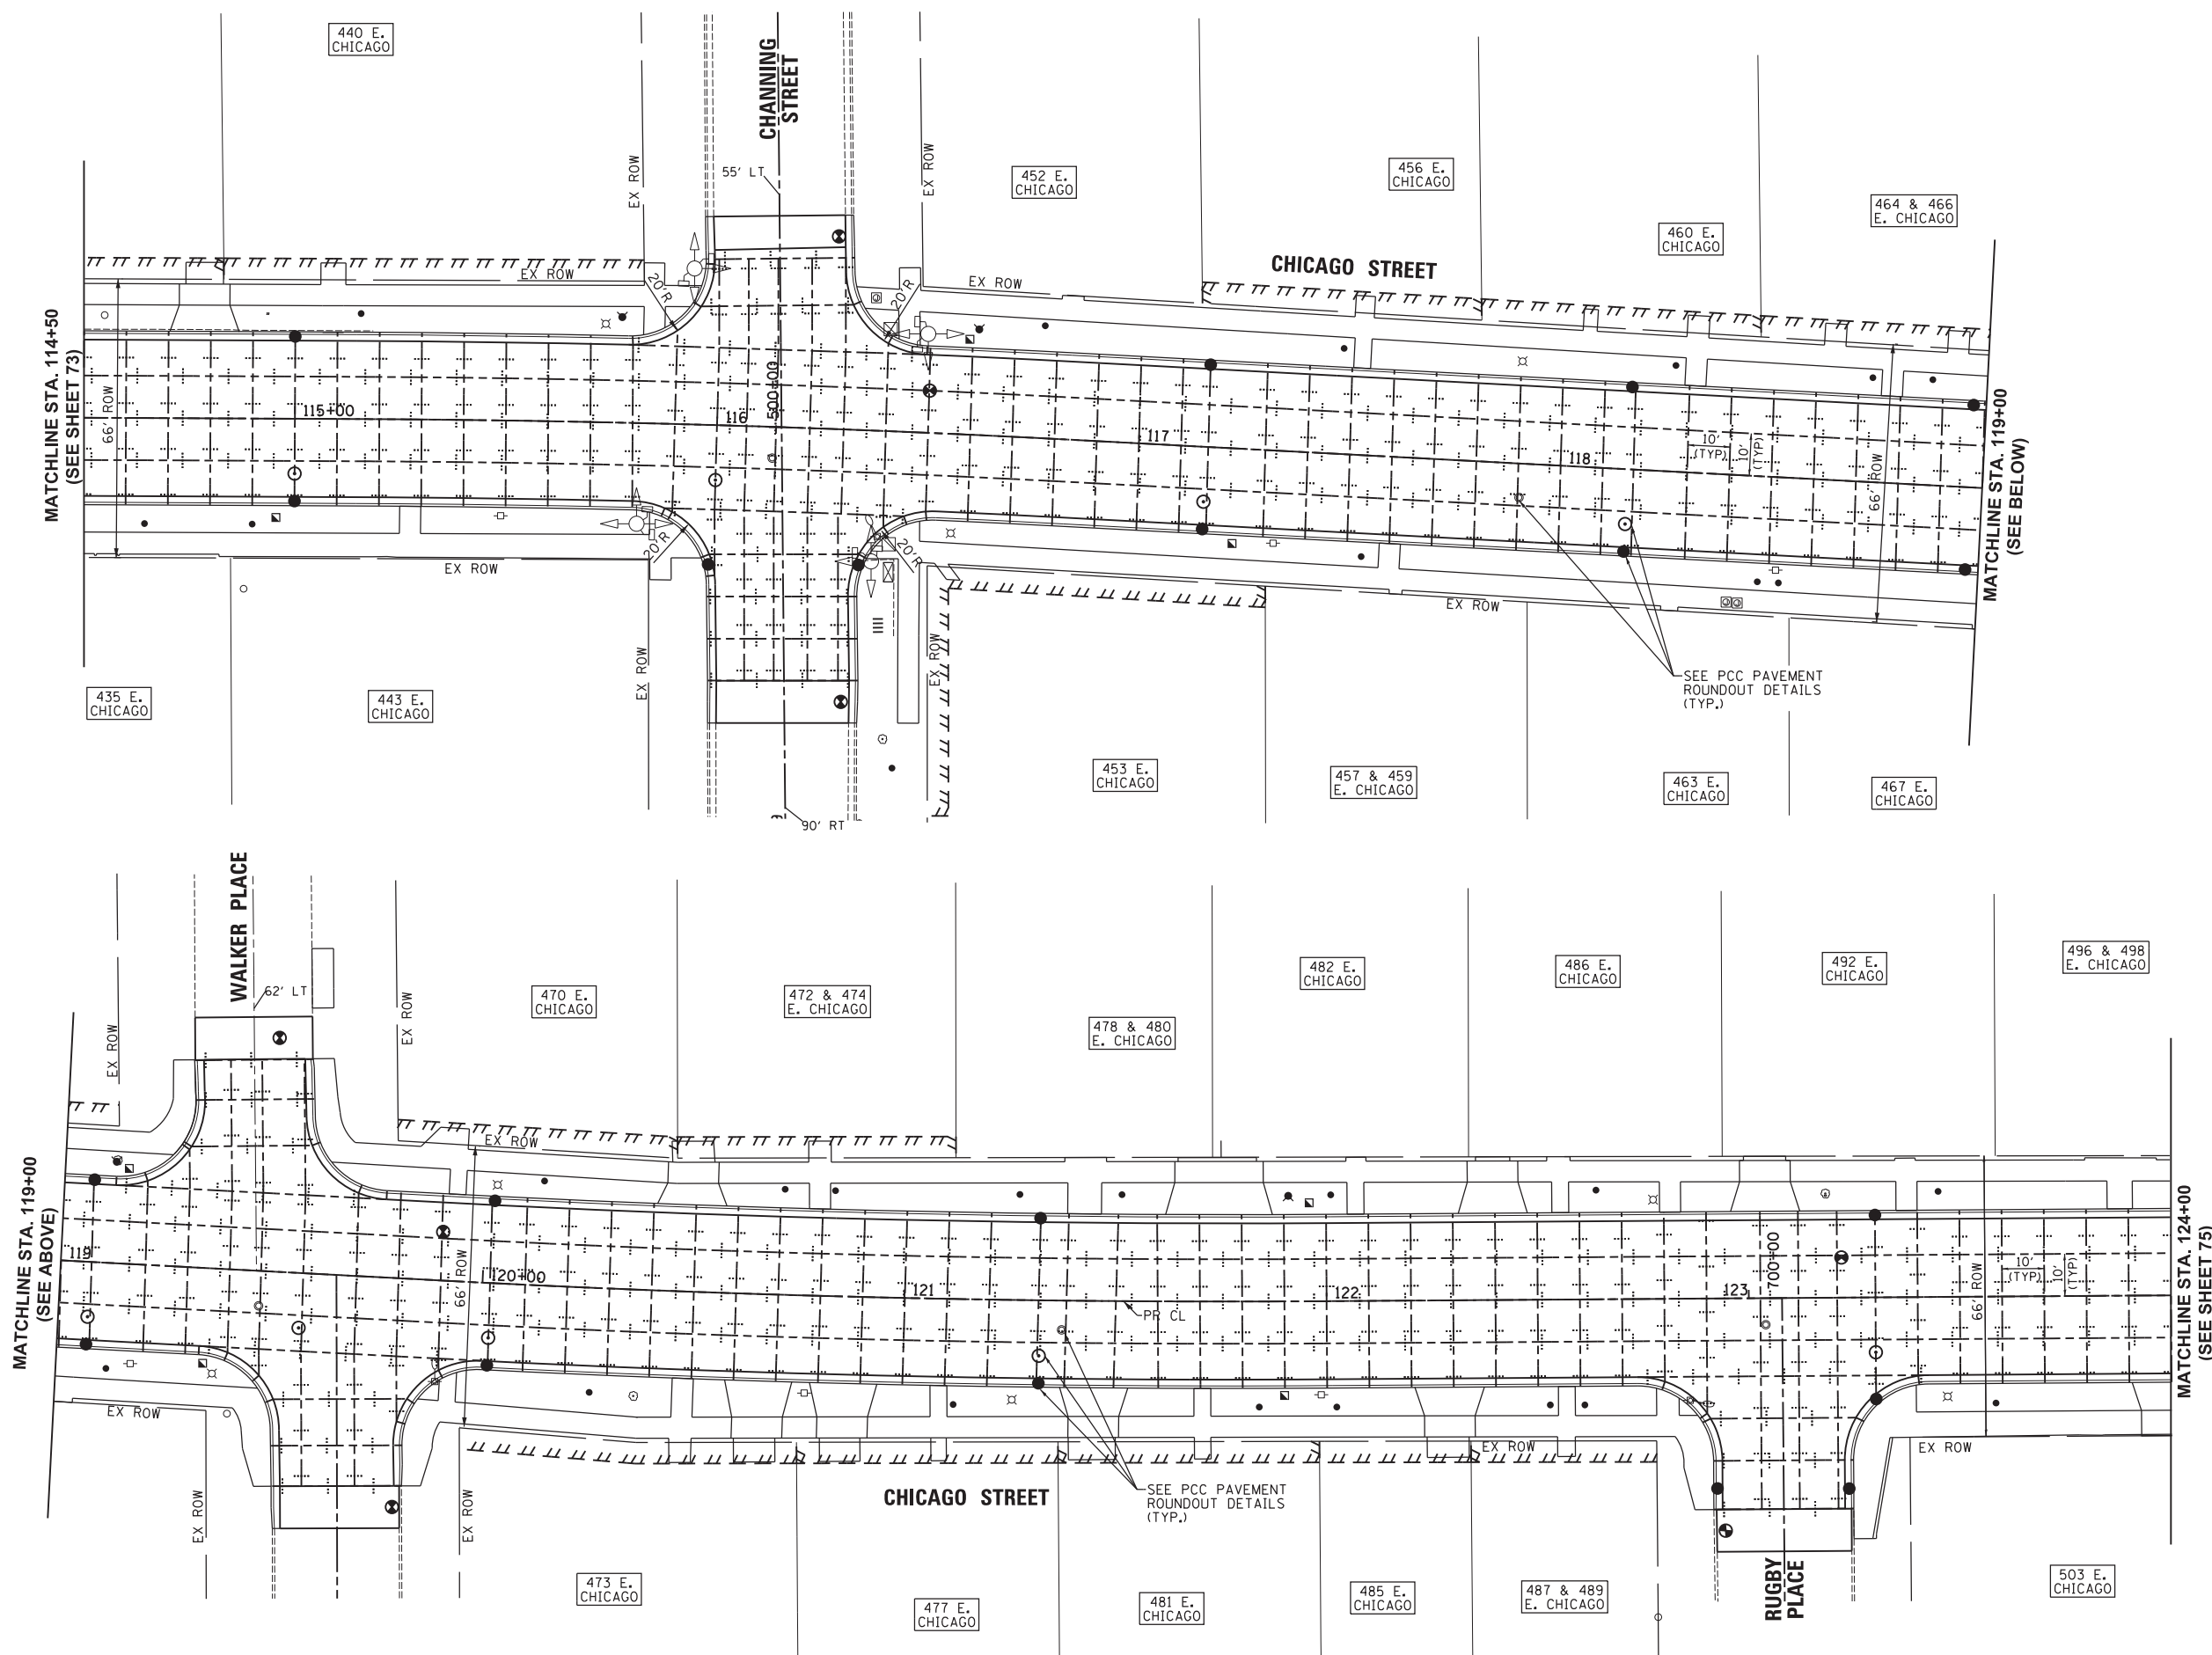 440 E.
CHICAGO
CHANNING
STREET
EX ROW
55' LT
EX ROW
452 E.
CHICAGO
456 E.
CHICAGO
460 E.
CHICAGO
464 & 466
E. CHICAGO
CHICAGO STREET
EX ROW
20'R
20'R
EX ROW
MATCHLINE STA. 114+50
(SEE SHEET 73)
66' ROW
115+00
116
500+00
117
118
10'
(TYP)
10'
(TYP)
66' ROW
MATCHLINE STA. 119+00
(SEE BELOW)
20'R
20'R
EX ROW
EX ROW
EX ROW
EX ROW
SEE PCC PAVEMENT
ROUNDOUT DETAILS
(TYP.)
435 E.
CHICAGO
443 E.
CHICAGO
453 E.
CHICAGO
457 & 459
E. CHICAGO
463 E.
CHICAGO
467 E.
CHICAGO
90' RT
WALKER PLACE
62' LT
EX ROW
EX ROW
470 E.
CHICAGO
472 & 474
E. CHICAGO
478 & 480
E. CHICAGO
482 E.
CHICAGO
486 E.
CHICAGO
492 E.
CHICAGO
496 & 498
E. CHICAGO
EX ROW
MATCHLINE STA. 119+00
(SEE ABOVE)
119
66' ROW
120+00
121
PR CL
122
123
700+00
66' ROW
10'
(TYP)
10'
(TYP)
MATCHLINE STA. 124+00
(SEE SHEET 75)
EX ROW
EX ROW
EX ROW
EX ROW
EX ROW
CHICAGO STREET
SEE PCC PAVEMENT
ROUNDOUT DETAILS
(TYP.)
473 E.
CHICAGO
477 E.
CHICAGO
481 E.
CHICAGO
485 E.
CHICAGO
487 & 489
E. CHICAGO
RUGBY
PLACE
503 E.
CHICAGO